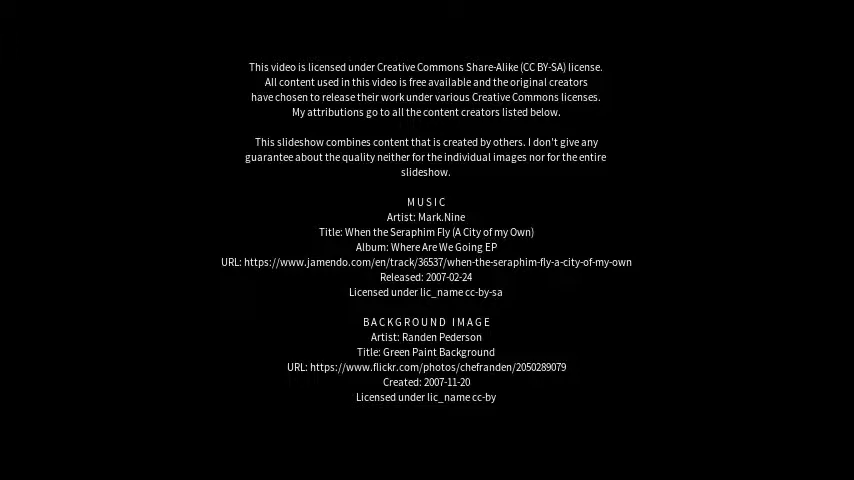 This video is licensed under Creative Commons Share-Alike (CC BY-SA) license.
All content used in this video is free available and the original creators
have chosen to release their work under various Creative Commons licenses.
My attributions go to all the content creators listed below.
This slideshow combines content that is created by others. I don't give any
guarantee about the quality neither for the individual images nor for the entire
slideshow.
M U S I C
Artist: Mark.Nine
Title: When the Seraphim Fly (A City of my Own)
Album: Where Are We Going EP
URL: https://www.jamendo.com/en/track/36537/when-the-seraphim-fly-a-city-of-my-own
Released: 2007-02-24
Licensed under lic_name cc-by-sa
B A C K G R O U N D   I M A G E
Artist: Randen Pederson
Title: Green Paint Background
URL: https://www.flickr.com/photos/chefranden/2050289079
Created: 2007-11-20
Licensed under lic_name cc-by